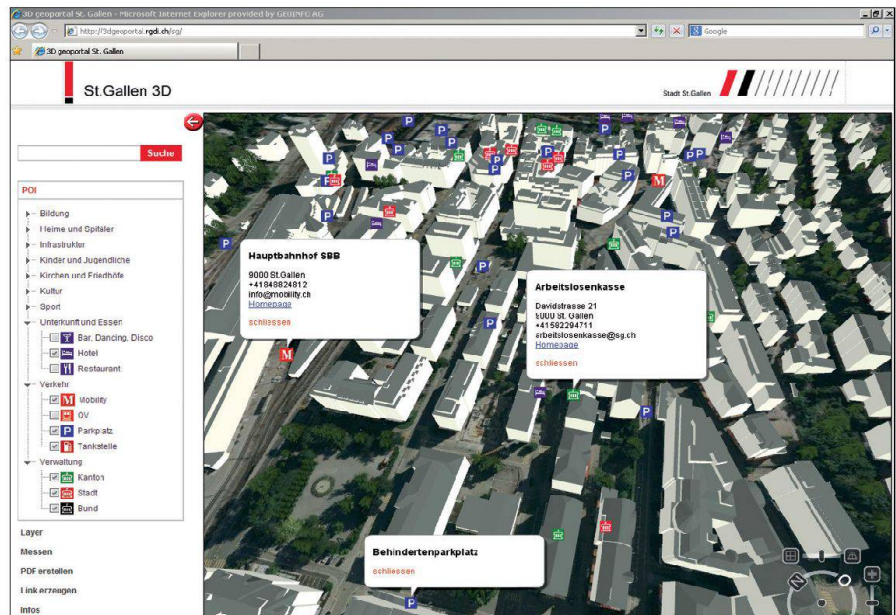 3D geoportal St. Gallen - Microsoft Internet Explorer provided by GEOINFO AG
http://3dgeoportal.rgdi.ch/sg/
Google
3D geoportal St. Gallen
St.Gallen 3D
Stadt St.Gallen
Suche
POI
Bildung
Heime und Spitäler
Infrastruktur
Kinder und Jugendliche
Kirchen und Friedhöfe
Kultur
Sport
Unterkunft und Essen
Bar, Dancing, Disco
Hotel
Restaurant
Verkehr
Mobility
ÖV
Parkplatz
Tankstelle
Verwaltung
Kanton
Stadt
Bund
Layer
Messen
PDF erstellen
Link erzeugen
Infos
Hauptbahnhof SBB
9000 St.Gallen
+41848824812
info@mobility.ch
Homepage
schliessen
Arbeitslosenkasse
Davidstrasse 21
9000 St. Gallen
+41582294711
arbeitslosenkasse@sg.ch
Homepage
schliessen
Behindertenparkplatz
schliessen